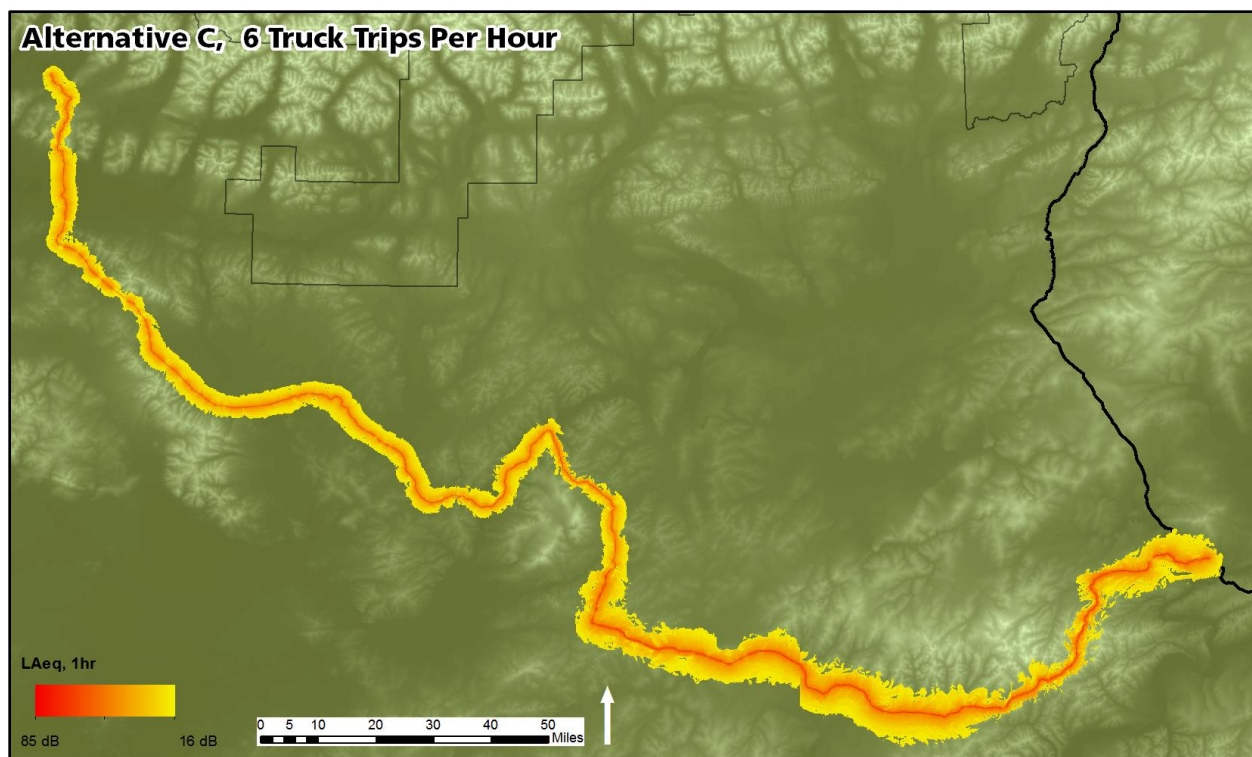 Alternative C,  6 Truck Trips Per Hour
LAeq, 1hr
85 dB 16 dB
0 5 10 20 30 40 50
Miles